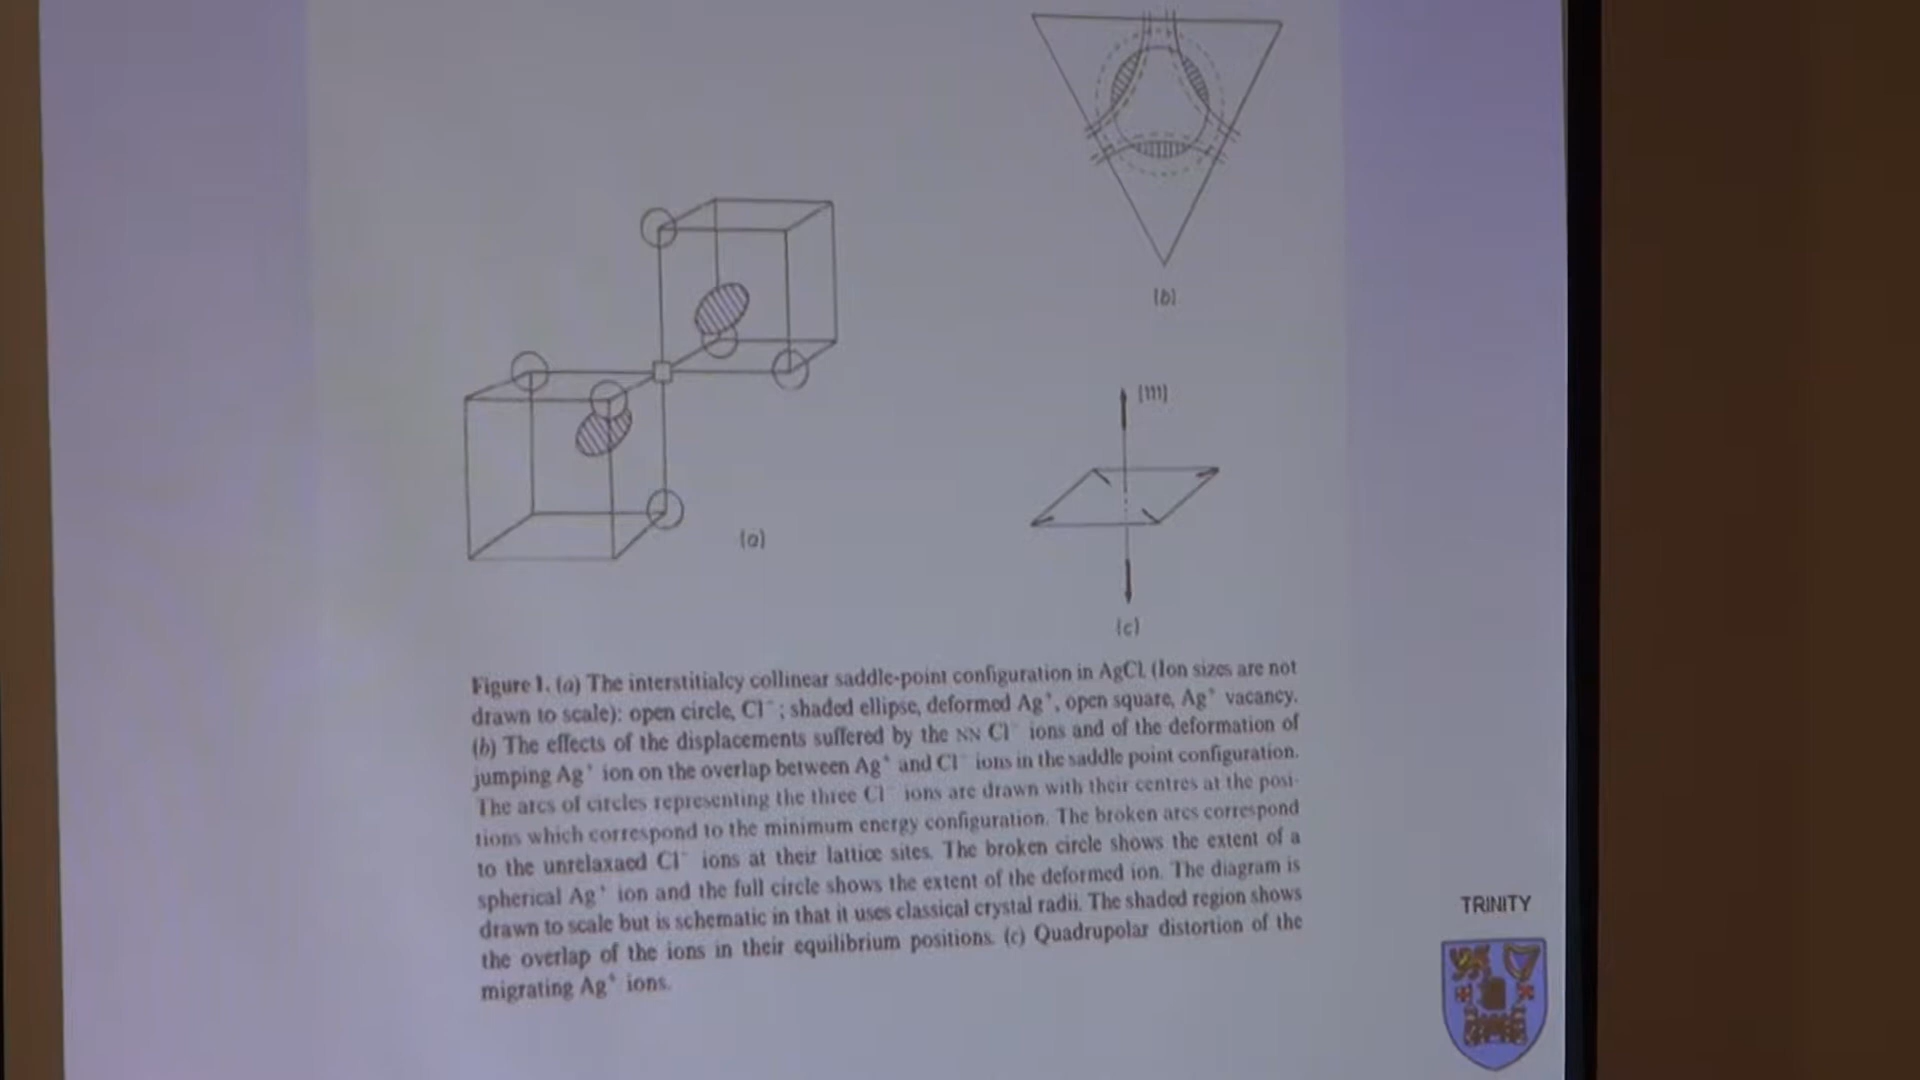 (b)
[111]
(a)
(c)
Figure 1. (a) The interstitialcy collinear saddle-point configuration in AgCl. (Ion sizes are not
drawn to scale): open circle, Cl⁻; shaded ellipse, deformed Ag⁺, open square, Ag⁺ vacancy.
(b) The effects of the displacements suffered by the NN Cl⁻ ions and of the deformation of
jumping Ag⁺ ion on the overlap between Ag⁺ and Cl⁻ ions in the saddle point configuration.
The arcs of circles representing the three Cl⁻ ions are drawn with their centres at the posi-
tions which correspond to the minimum energy configuration. The broken arcs correspond
to the unrelaxaed Cl⁻ ions at their lattice sites. The broken circle shows the extent of a
spherical Ag⁺ ion and the full circle shows the extent of the deformed ion. The diagram is
drawn to scale but is schematic in that it uses classical crystal radii. The shaded region shows
the overlap of the ions in their equilibrium positions. (c) Quadrupolar distortion of the
migrating Ag⁺ ions.
TRINITY